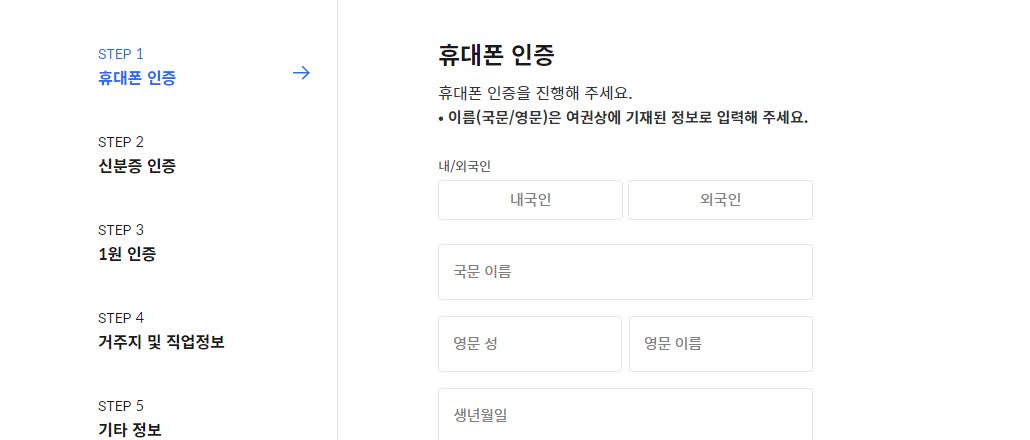 STEP 1
휴대폰 인증
STEP 2
신분증 인증
STEP 3
1원 인증
STEP 4
거주지 및 직업정보
STEP 5
기타 정보
휴대폰 인증
휴대폰 인증을 진행해 주세요.
• 이름(국문/영문)은 여권상에 기재된 정보로 입력해 주세요.
내/외국인
내국인 외국인
국문 이름
영문 성 영문 이름
생년월일